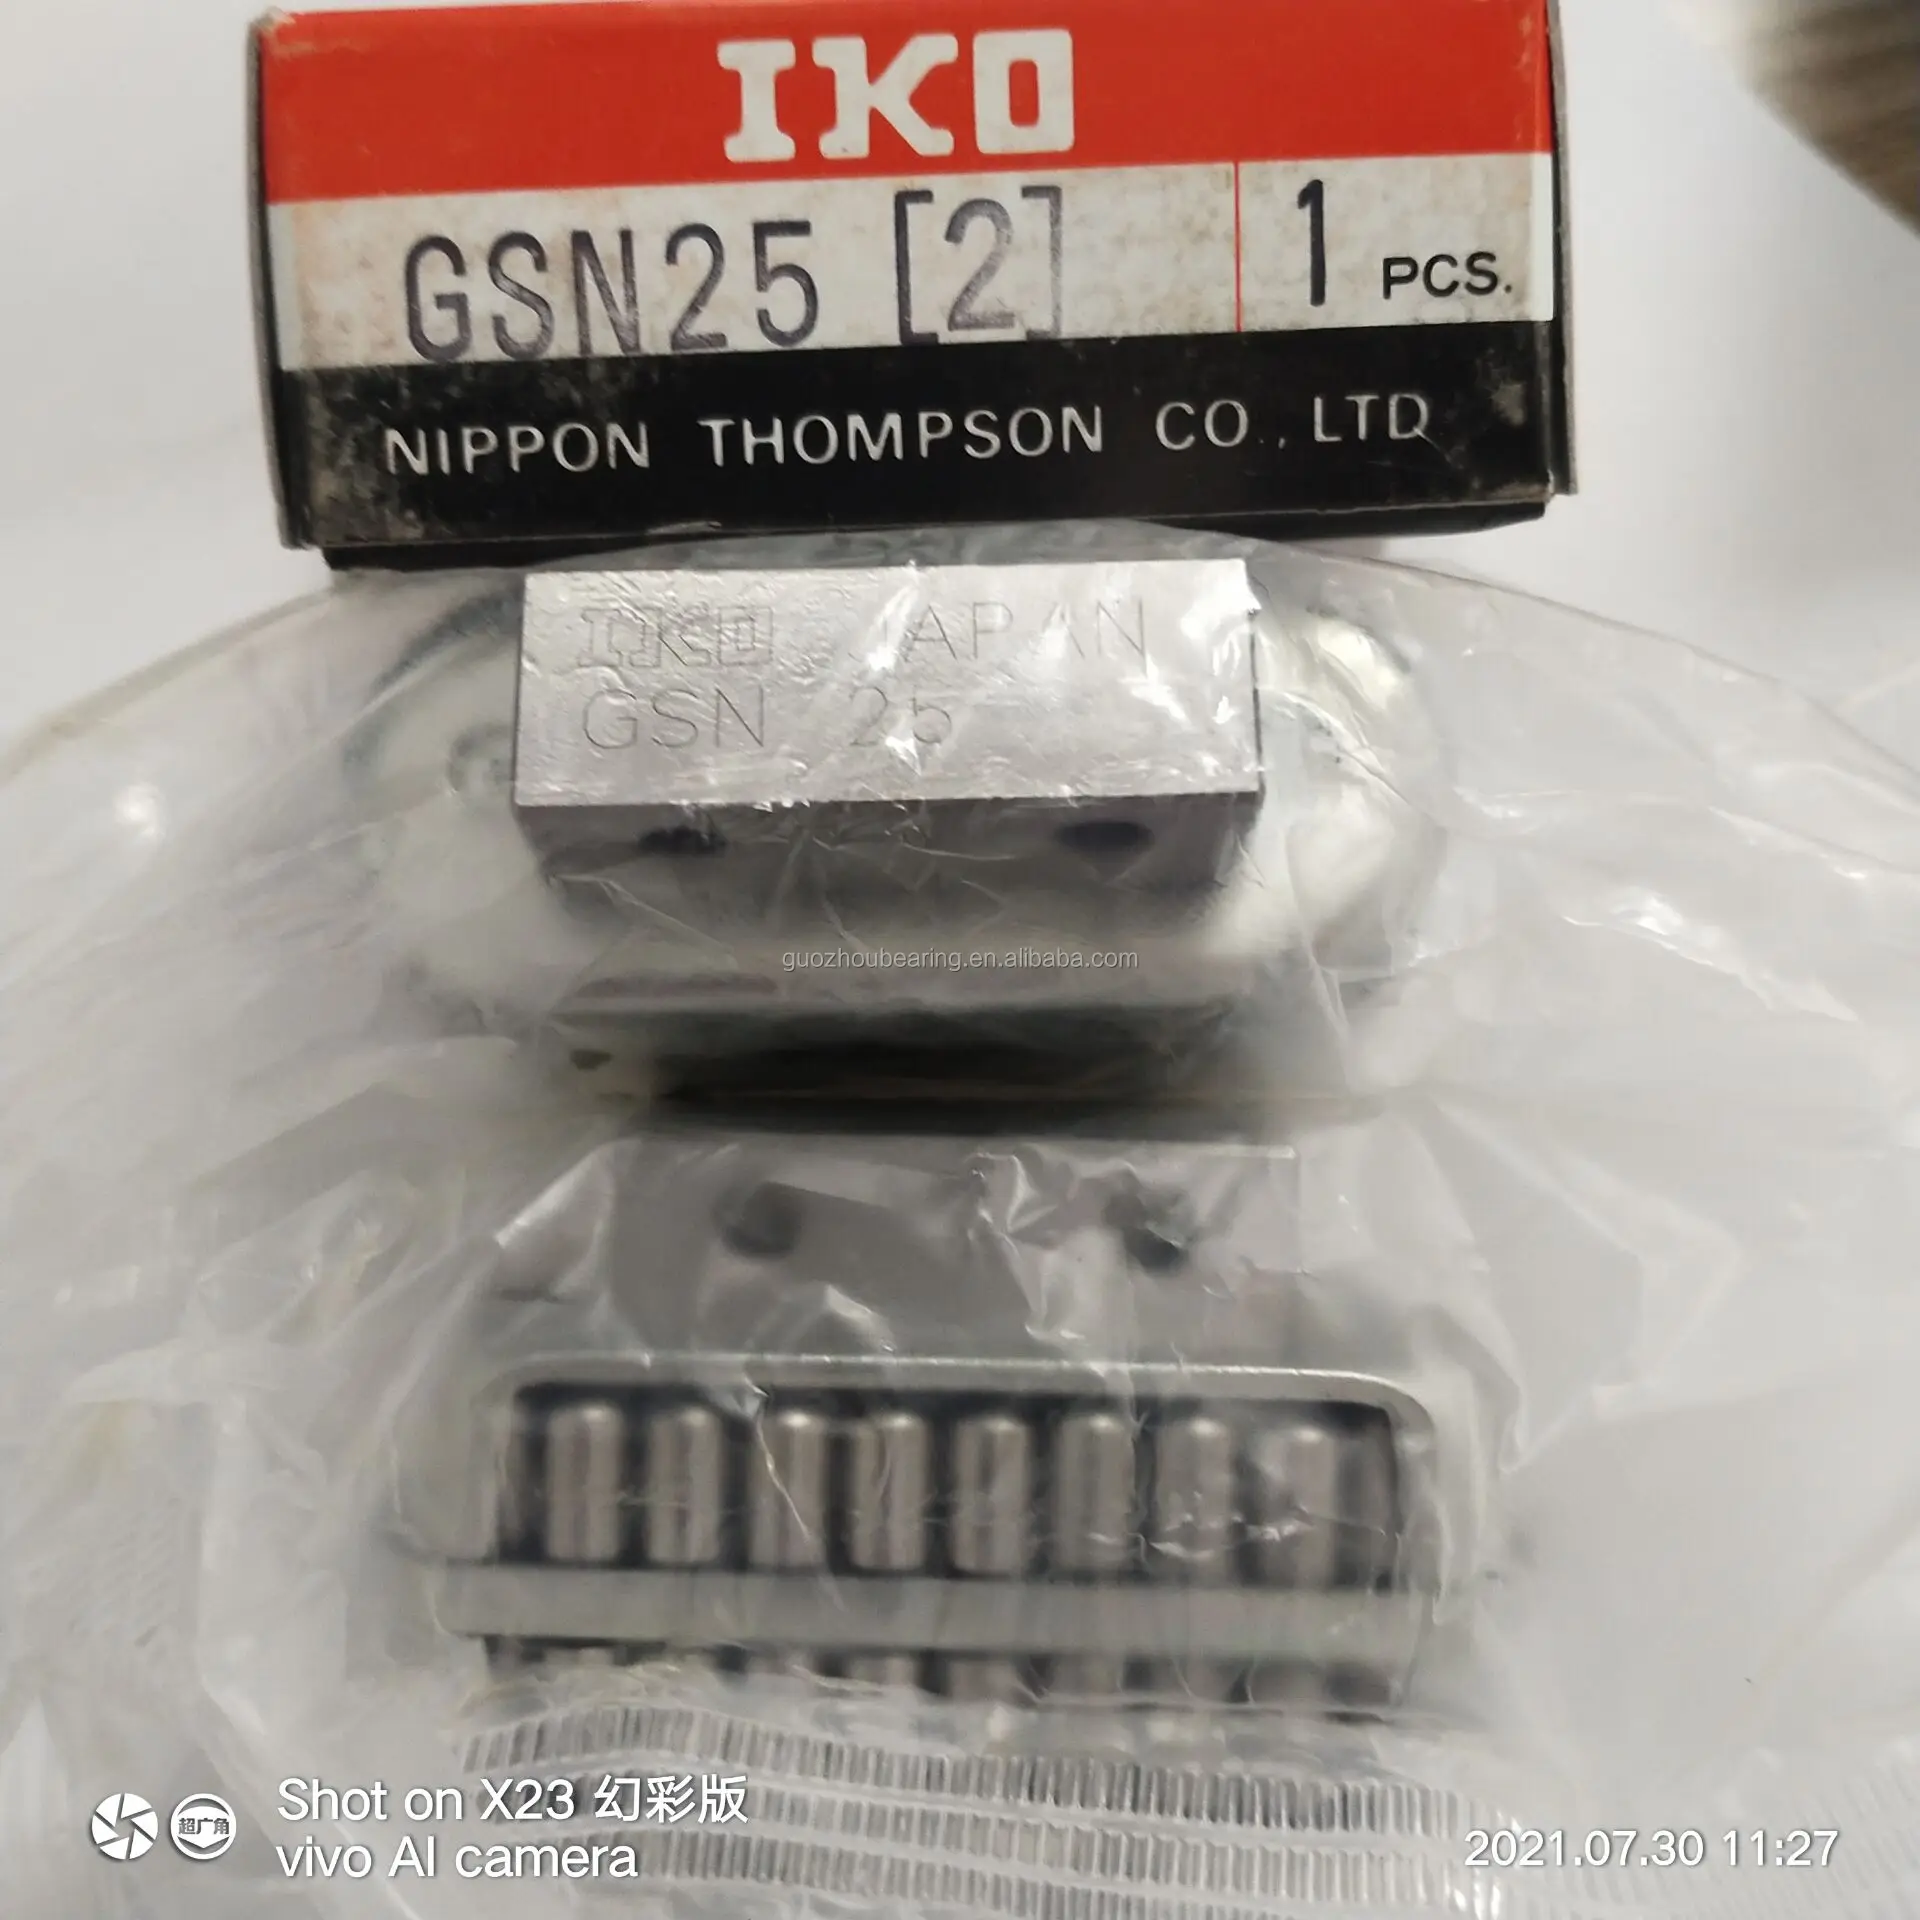 IKO
GSN25 [2] 1 PCS.
NIPPON THOMPSON CO., LTD
IKO JAPAN
GSN 25
guozhoubearing.en.alibaba.com
超广角
Shot on X23 幻彩版
vivo AI camera
2021.07.30 11:27